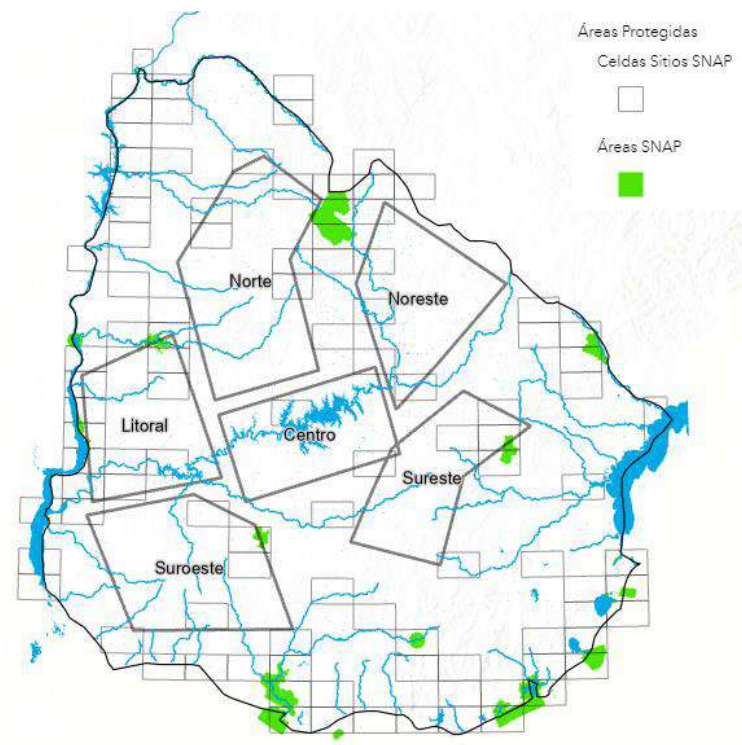 Áreas Protegidas
Celdas Sitios SNAP
Áreas SNAP
Norte
Noreste
Litoral
Centro
Sureste
Suroeste